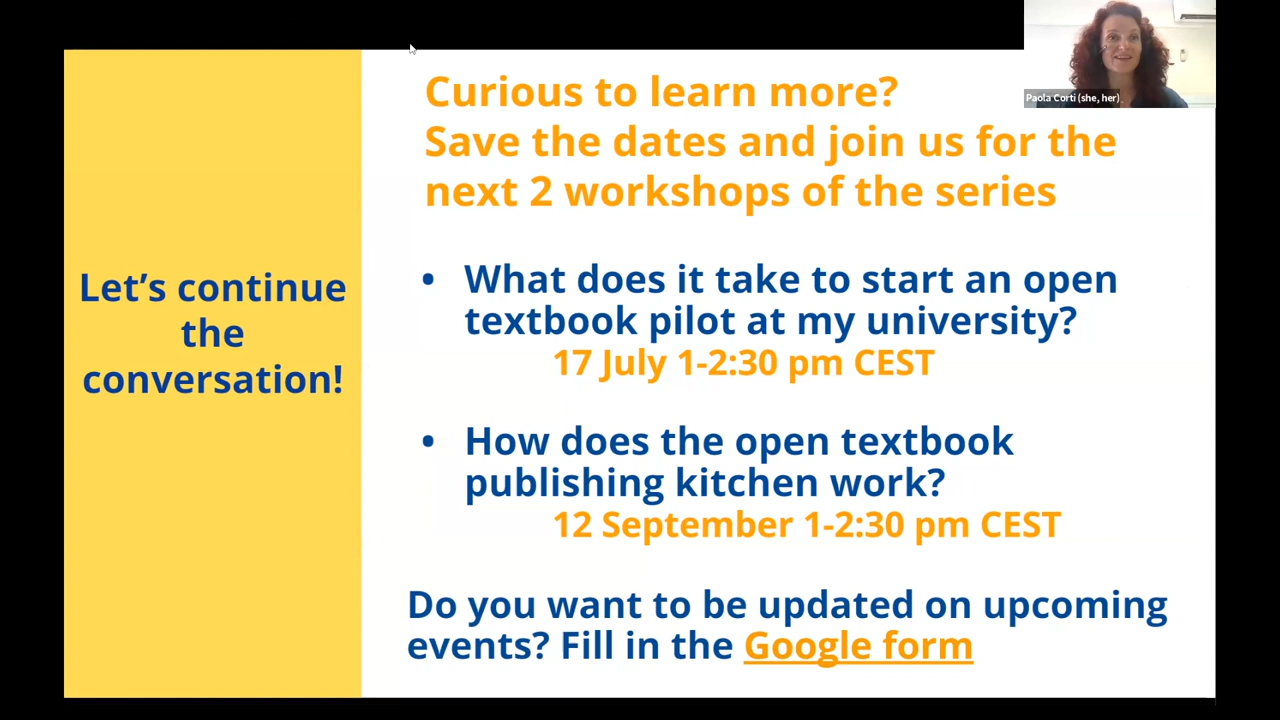 Paola Corti (she, her)
Curious to learn more?
Save the dates and join us for the
next 2 workshops of the series
Let’s continue
the
conversation!
• What does it take to start an open
textbook pilot at my university?
17 July 1-2:30 pm CEST
• How does the open textbook
publishing kitchen work?
12 September 1-2:30 pm CEST
Do you want to be updated on upcoming
events? Fill in the Google form